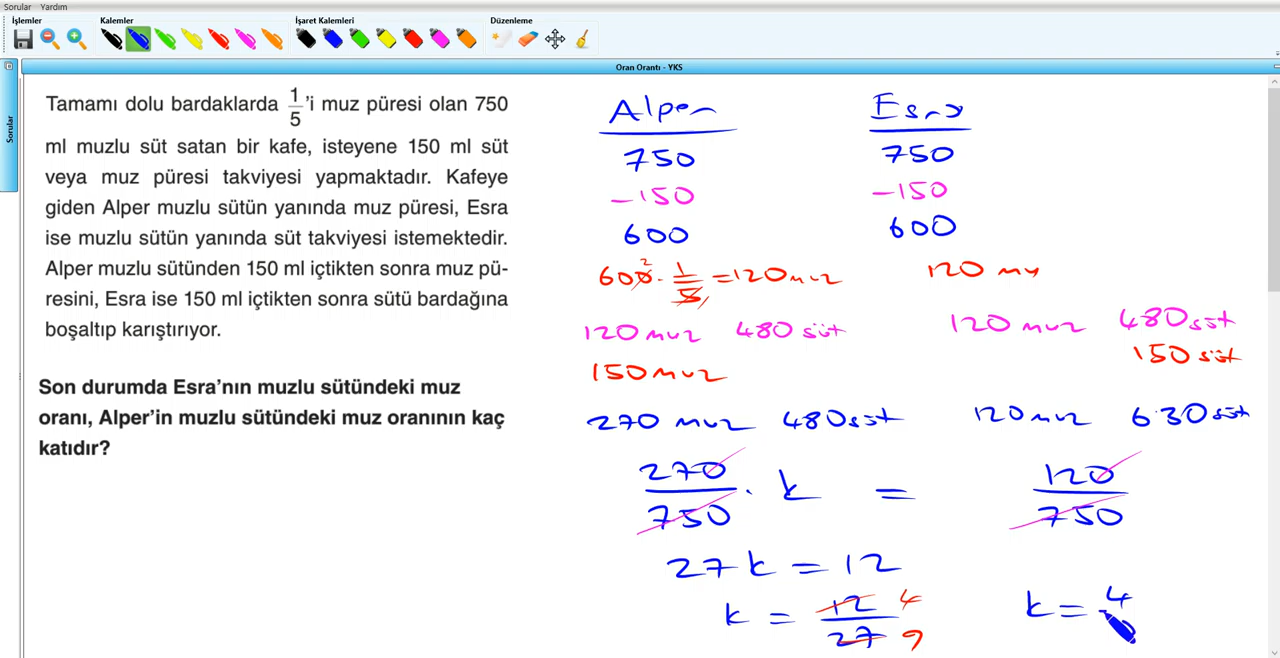 Sorular Yardım
İşlemler Kalemler İşaret Kalemleri Düzenleme
Oran Orantı - YKS
Sorular
Tamamı dolu bardaklarda 1/5 'i muz püresi olan 750
ml muzlu süt satan bir kafe, isteyene 150 ml süt
veya muz püresi takviyesi yapmaktadır. Kafeye
giden Alper muzlu sütün yanında muz püresi, Esra
ise muzlu sütün yanında süt takviyesi istemektedir.
Alper muzlu sütünden 150 ml içtikten sonra muz pü-
resini, Esra ise 150 ml içtikten sonra sütü bardağına
boşaltıp karıştırıyor.
Son durumda Esra'nın muzlu sütündeki muz
oranı, Alper'in muzlu sütündeki muz oranının kaç
katıdır?
Alper Esra
750 750
-150 -150
600 600
600 2 · 1/5 = 120 muz 120 mu
120 muz 480 süt 120 muz 480 süt
150 muz 150 süt
270 muz 480 süt 120 muz 630 süt
270/750 · k = 120/750
27k = 12
k = 12/27 4/9 k = 4